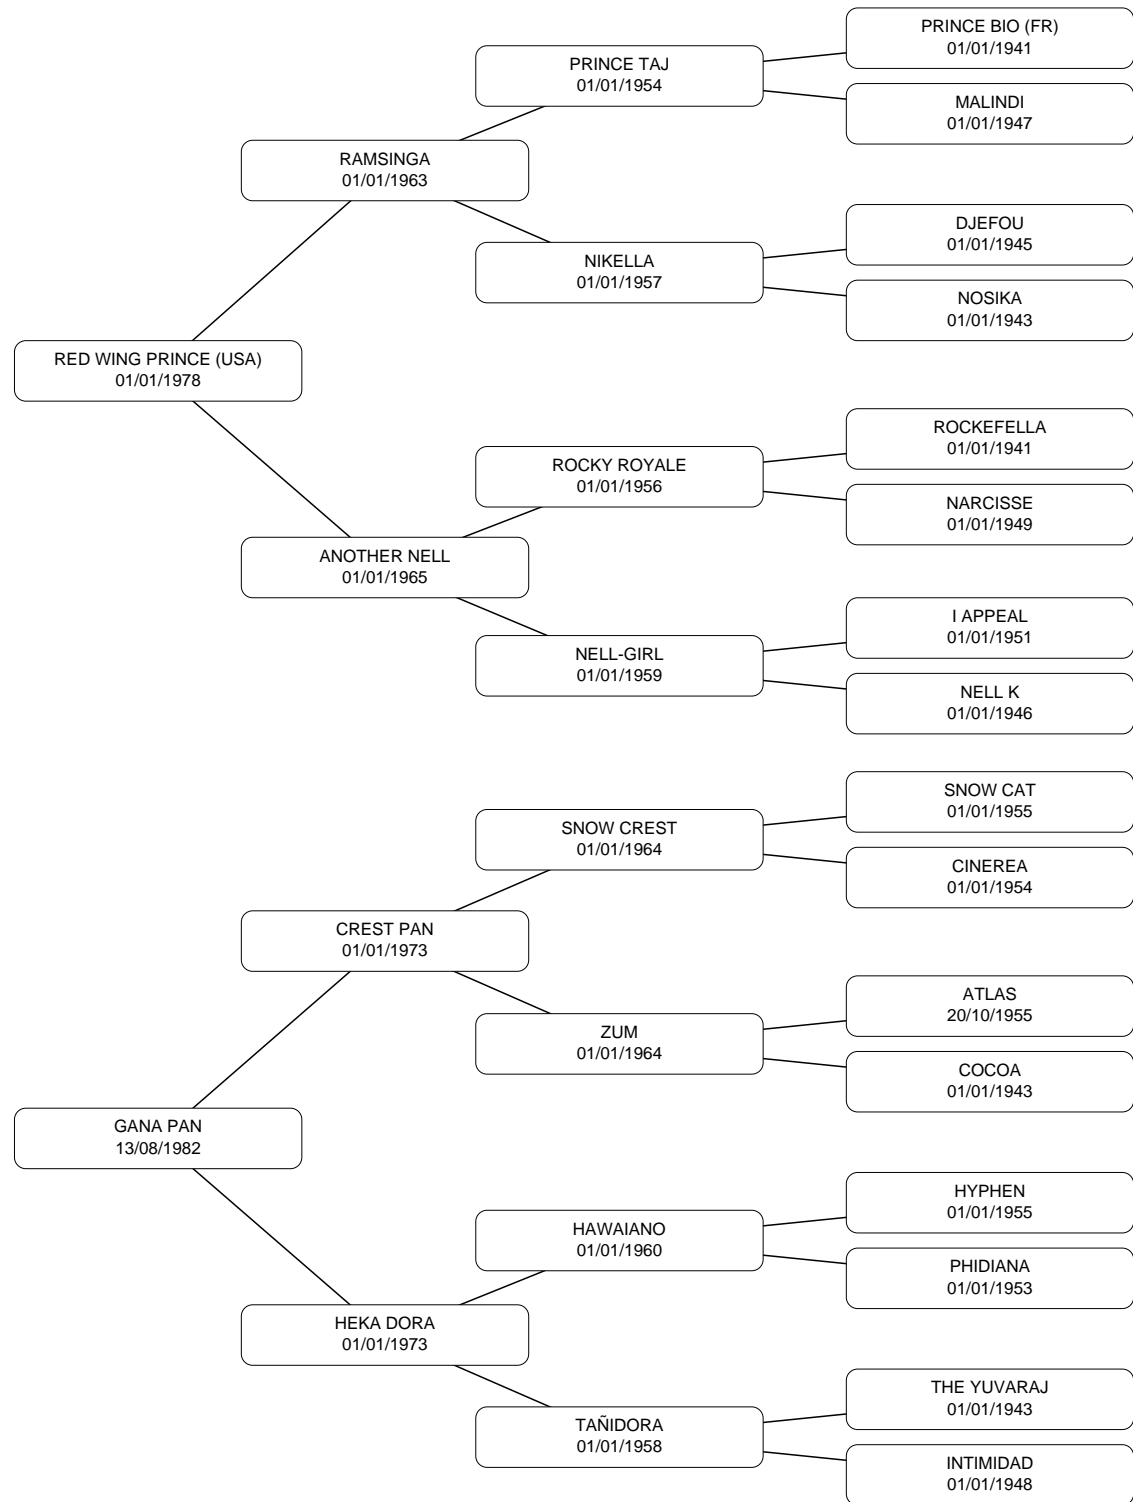 PRINCE BIO (FR)
01/01/1941
PRINCE TAJ
01/01/1954
MALINDI
01/01/1947
RAMSINGA
01/01/1963
DJEFOU
01/01/1945
NIKELLA
01/01/1957
NOSIKA
01/01/1943
RED WING PRINCE (USA)
01/01/1978
ROCKEFELLA
01/01/1941
ROCKY ROYALE
01/01/1956
NARCISSE
01/01/1949
ANOTHER NELL
01/01/1965
I APPEAL
01/01/1951
NELL-GIRL
01/01/1959
NELL K
01/01/1946
SNOW CAT
01/01/1955
SNOW CREST
01/01/1964
CINEREA
01/01/1954
CREST PAN
01/01/1973
ATLAS
20/10/1955
ZUM
01/01/1964
COCOA
01/01/1943
GANA PAN
13/08/1982
HYPHEN
01/01/1955
HAWAIANO
01/01/1960
PHIDIANA
01/01/1953
HEKA DORA
01/01/1973
THE YUVARAJ
01/01/1943
TAÑIDORA
01/01/1958
INTIMIDAD
01/01/1948